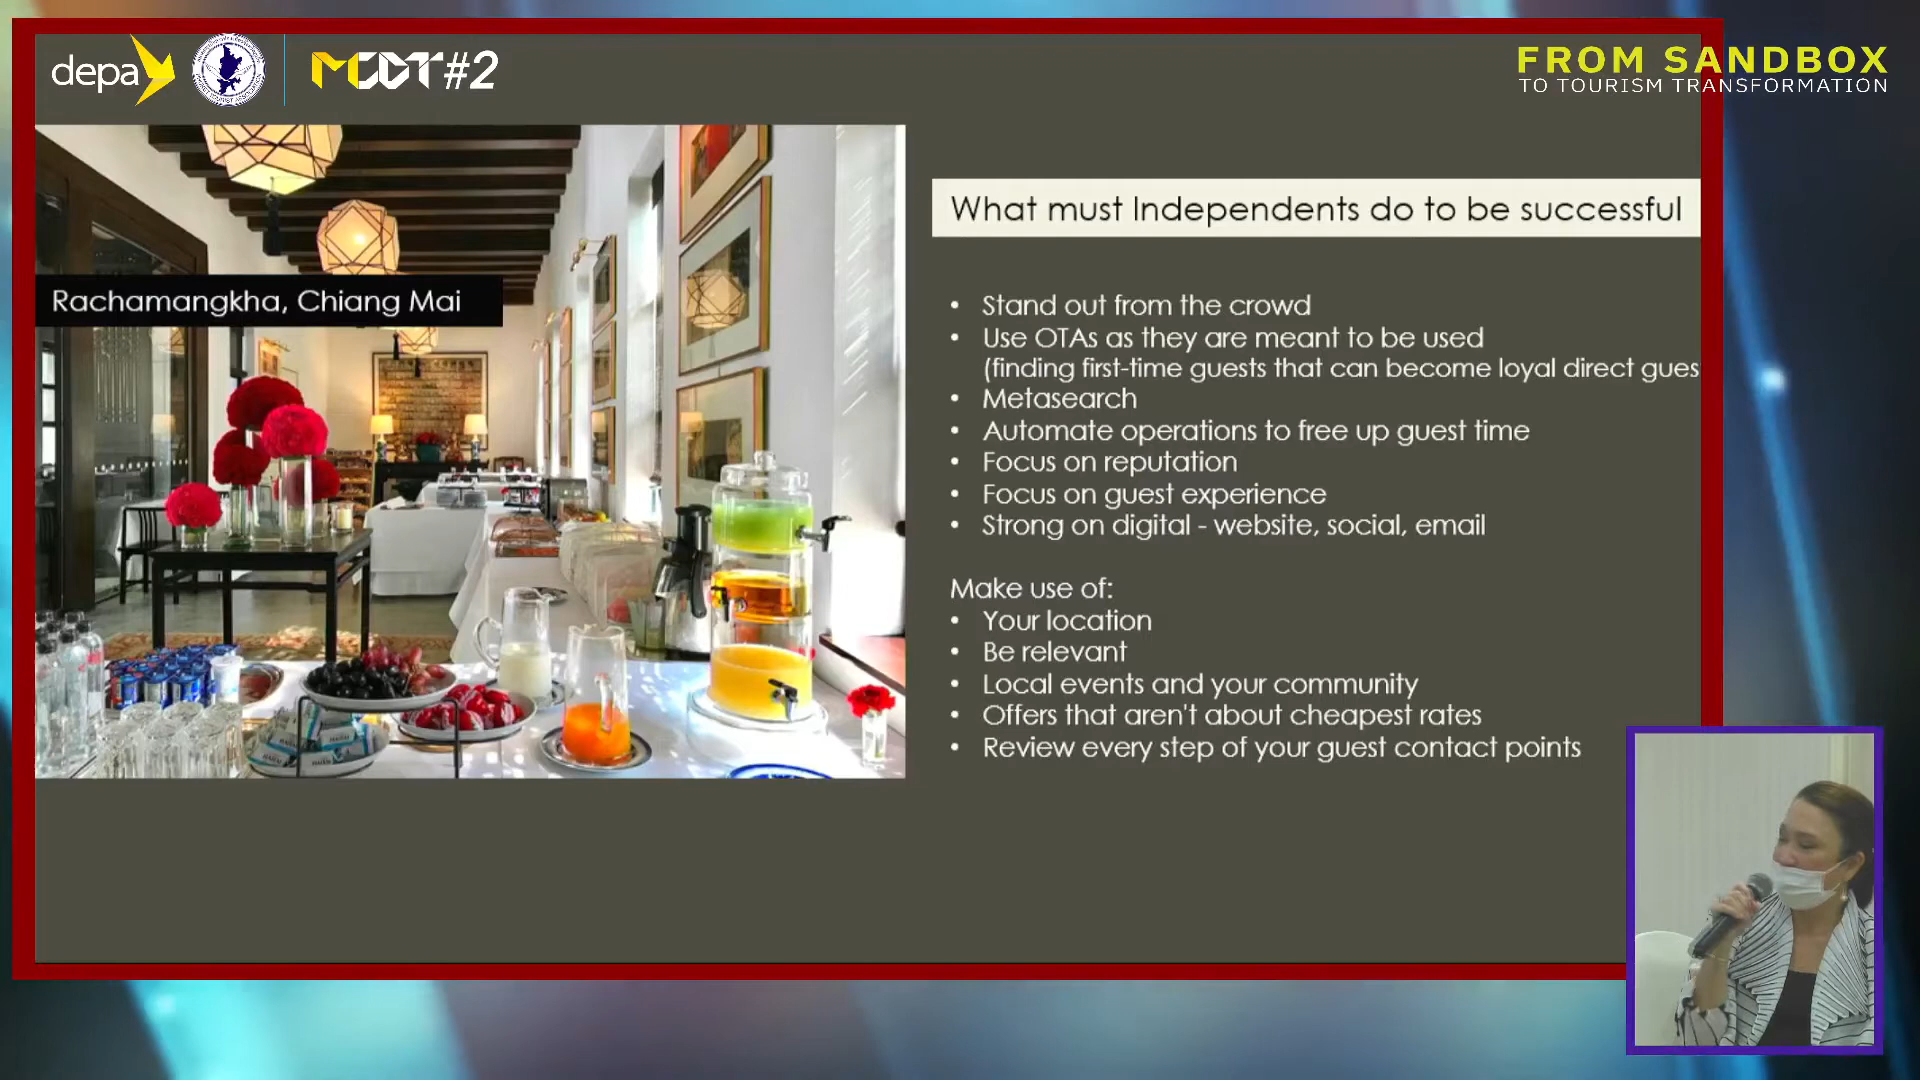 depa
MCDT#2
FROM SANDBOX
TO TOURISM TRANSFORMATION
Rachamangkha, Chiang Mai
What must Independents do to be successful
• Stand out from the crowd
• Use OTAs as they are meant to be used
(finding first-time guests that can become loyal direct gues
• Metasearch
• Automate operations to free up guest time
• Focus on reputation
• Focus on guest experience
• Strong on digital - website, social, email
Make use of:
• Your location
• Be relevant
• Local events and your community
• Offers that aren't about cheapest rates
• Review every step of your guest contact points